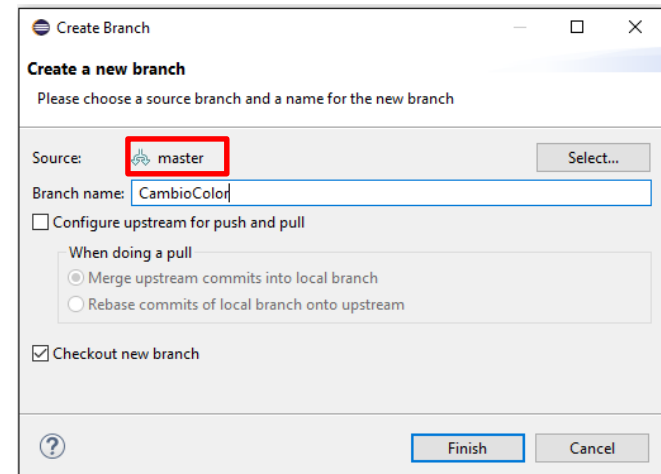 Create Branch
Create a new branch
Please choose a source branch and a name for the new branch
Source: master Select...
Branch name: CambioColor
Configure upstream for push and pull
When doing a pull
Merge upstream commits into local branch
Rebase commits of local branch onto upstream
Checkout new branch
? Finish Cancel